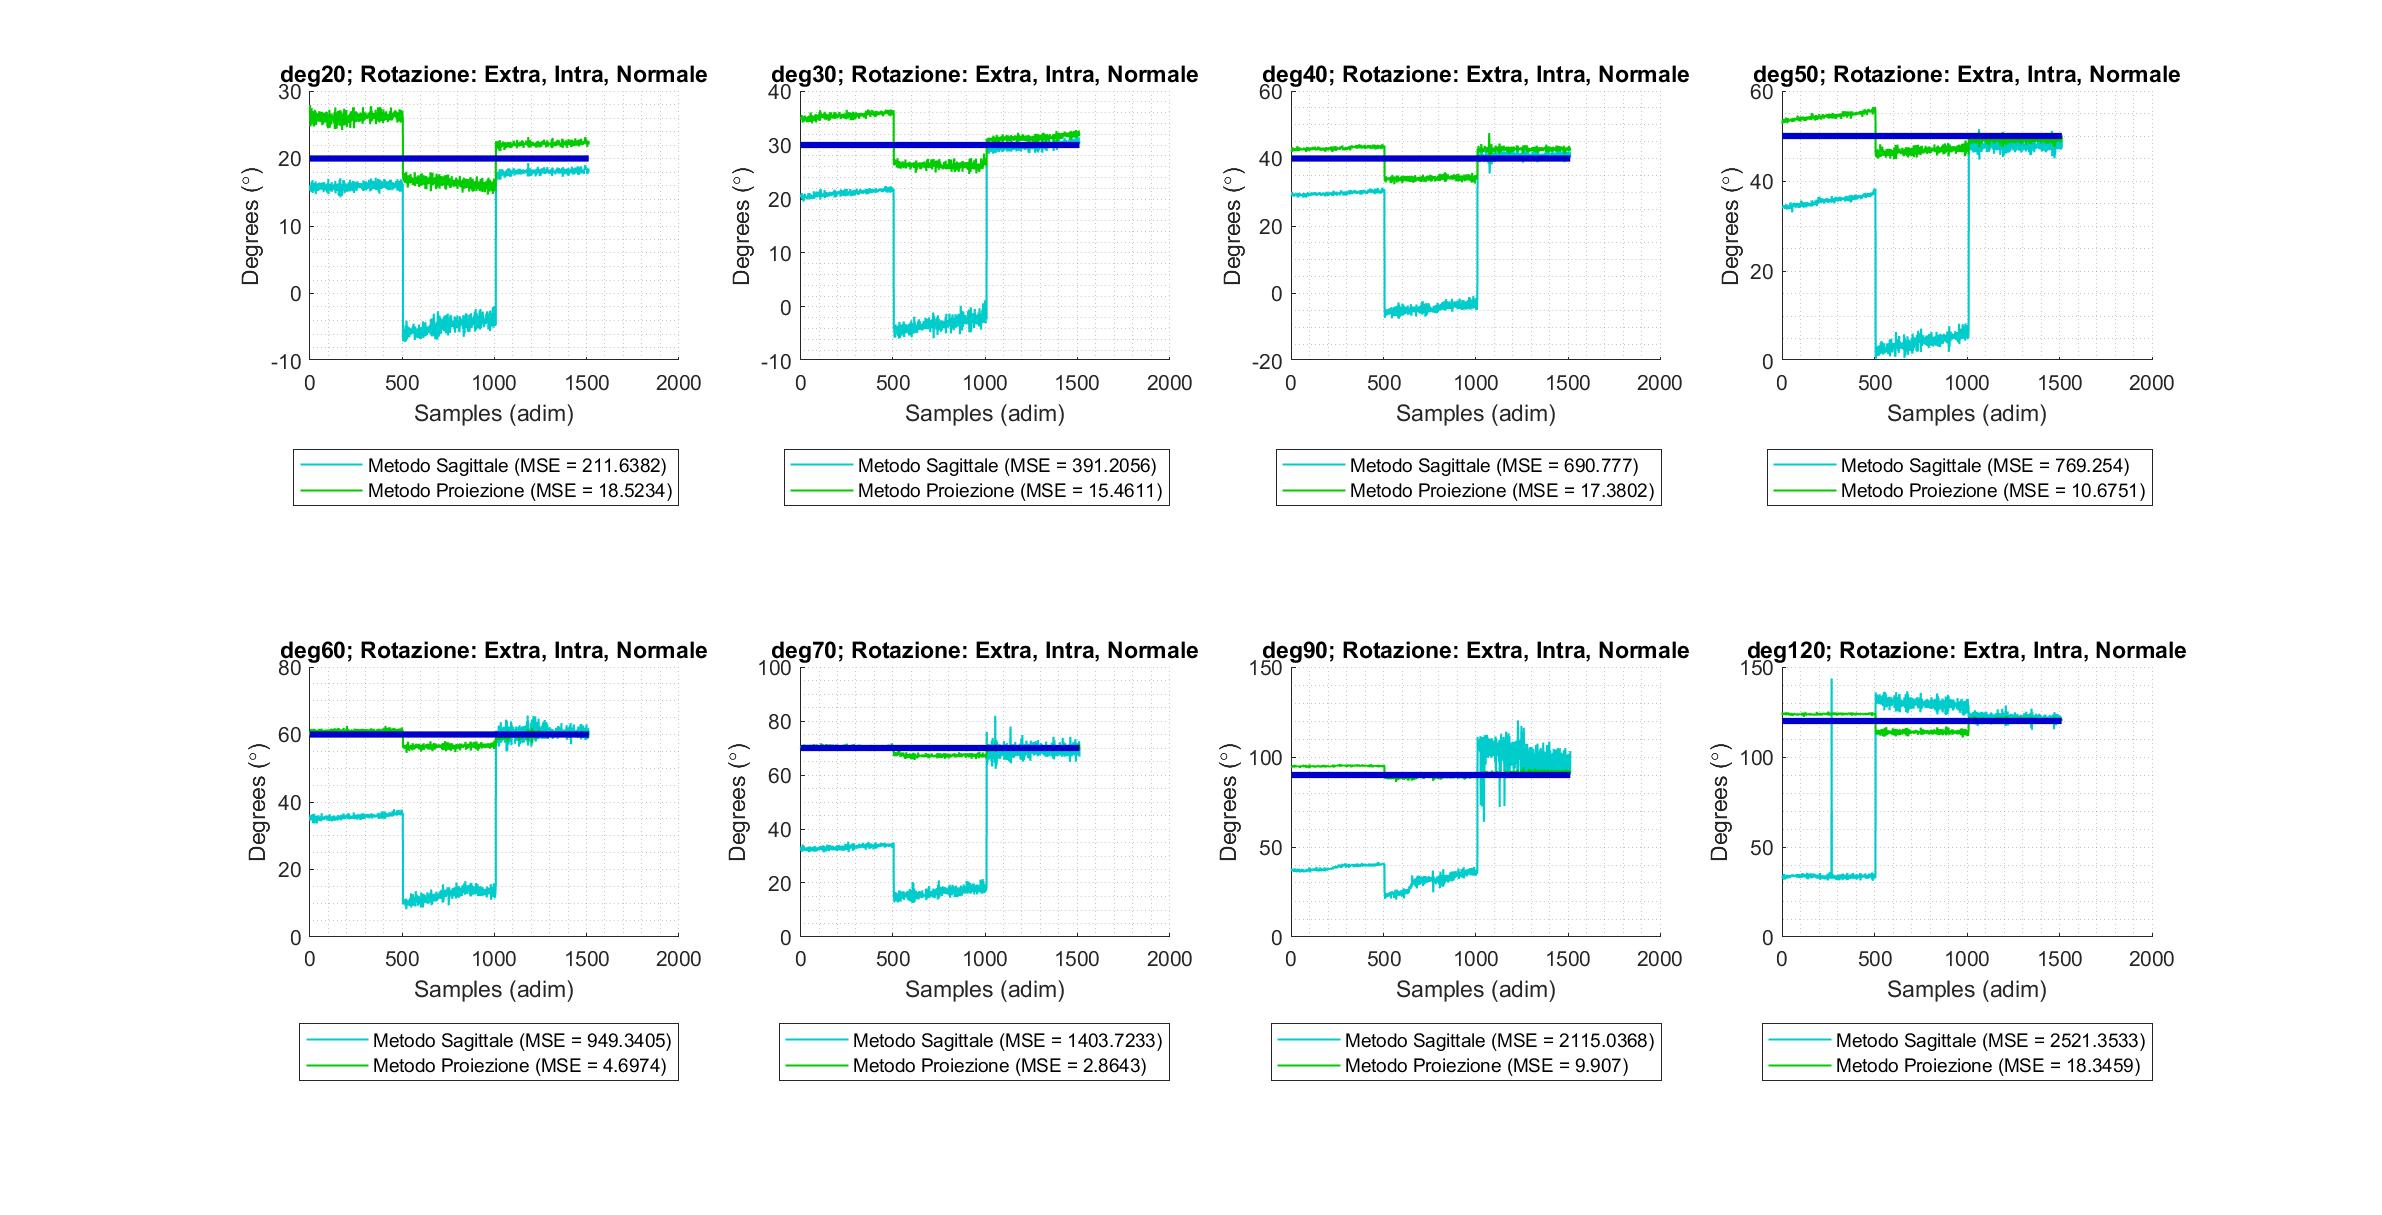 deg20; Rotazione: Extra, Intra, Normale
30
20
10
0
-10
Degrees (°)
0 500 1000 1500 2000
Samples (adim)
Metodo Sagittale (MSE = 211.6382)
Metodo Proiezione (MSE = 18.5234)
deg30; Rotazione: Extra, Intra, Normale
40
30
20
10
0
-10
Degrees (°)
0 500 1000 1500 2000
Samples (adim)
Metodo Sagittale (MSE = 391.2056)
Metodo Proiezione (MSE = 15.4611)
deg40; Rotazione: Extra, Intra, Normale
60
40
20
0
-20
Degrees (°)
0 500 1000 1500 2000
Samples (adim)
Metodo Sagittale (MSE = 690.777)
Metodo Proiezione (MSE = 17.3802)
deg50; Rotazione: Extra, Intra, Normale
60
40
20
0
Degrees (°)
0 500 1000 1500 2000
Samples (adim)
Metodo Sagittale (MSE = 769.254)
Metodo Proiezione (MSE = 10.6751)
deg60; Rotazione: Extra, Intra, Normale
80
60
40
20
0
Degrees (°)
0 500 1000 1500 2000
Samples (adim)
Metodo Sagittale (MSE = 949.3405)
Metodo Proiezione (MSE = 4.6974)
deg70; Rotazione: Extra, Intra, Normale
100
80
60
40
20
0
Degrees (°)
0 500 1000 1500 2000
Samples (adim)
Metodo Sagittale (MSE = 1403.7233)
Metodo Proiezione (MSE = 2.8643)
deg90; Rotazione: Extra, Intra, Normale
150
100
50
0
Degrees (°)
0 500 1000 1500 2000
Samples (adim)
Metodo Sagittale (MSE = 2115.0368)
Metodo Proiezione (MSE = 9.907)
deg120; Rotazione: Extra, Intra, Normale
150
100
50
0
Degrees (°)
0 500 1000 1500 2000
Samples (adim)
Metodo Sagittale (MSE = 2521.3533)
Metodo Proiezione (MSE = 18.3459)